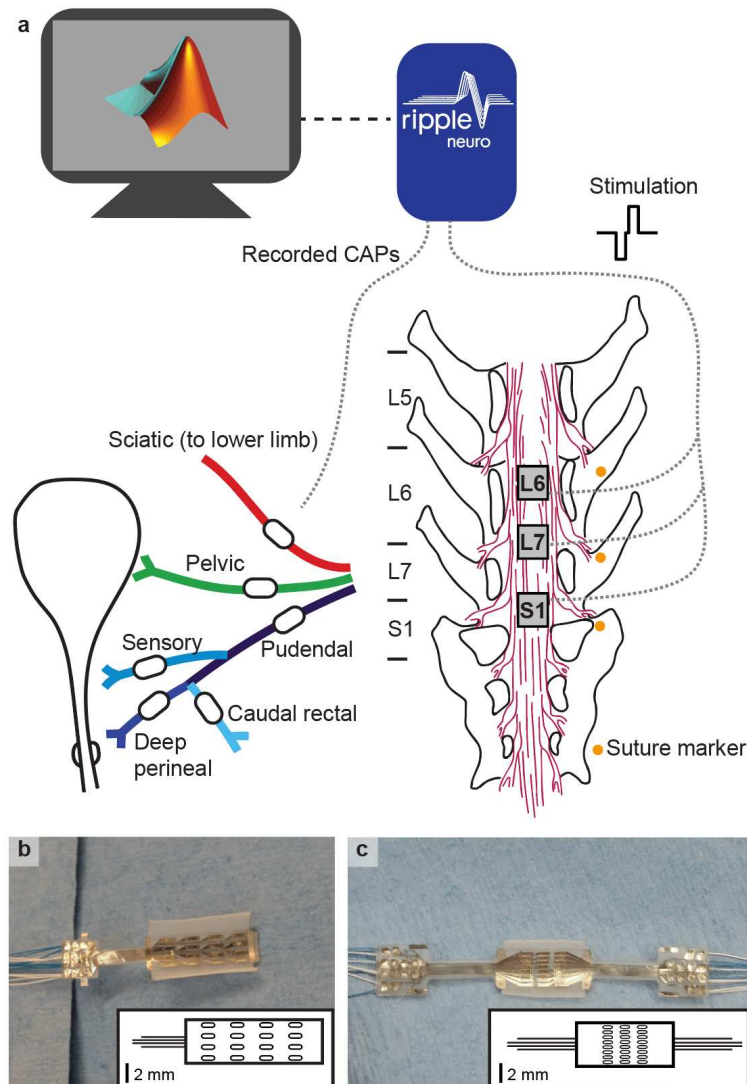 a
ripple
neuro
Stimulation
Recorded CAPs
L5
Sciatic (to lower limb)
L6
L6
Pelvic
L7
L7
S1
S1
Sensory
Pudendal
Caudal rectal
Deep
perineal
Suture marker
b
c
2 mm
2 mm